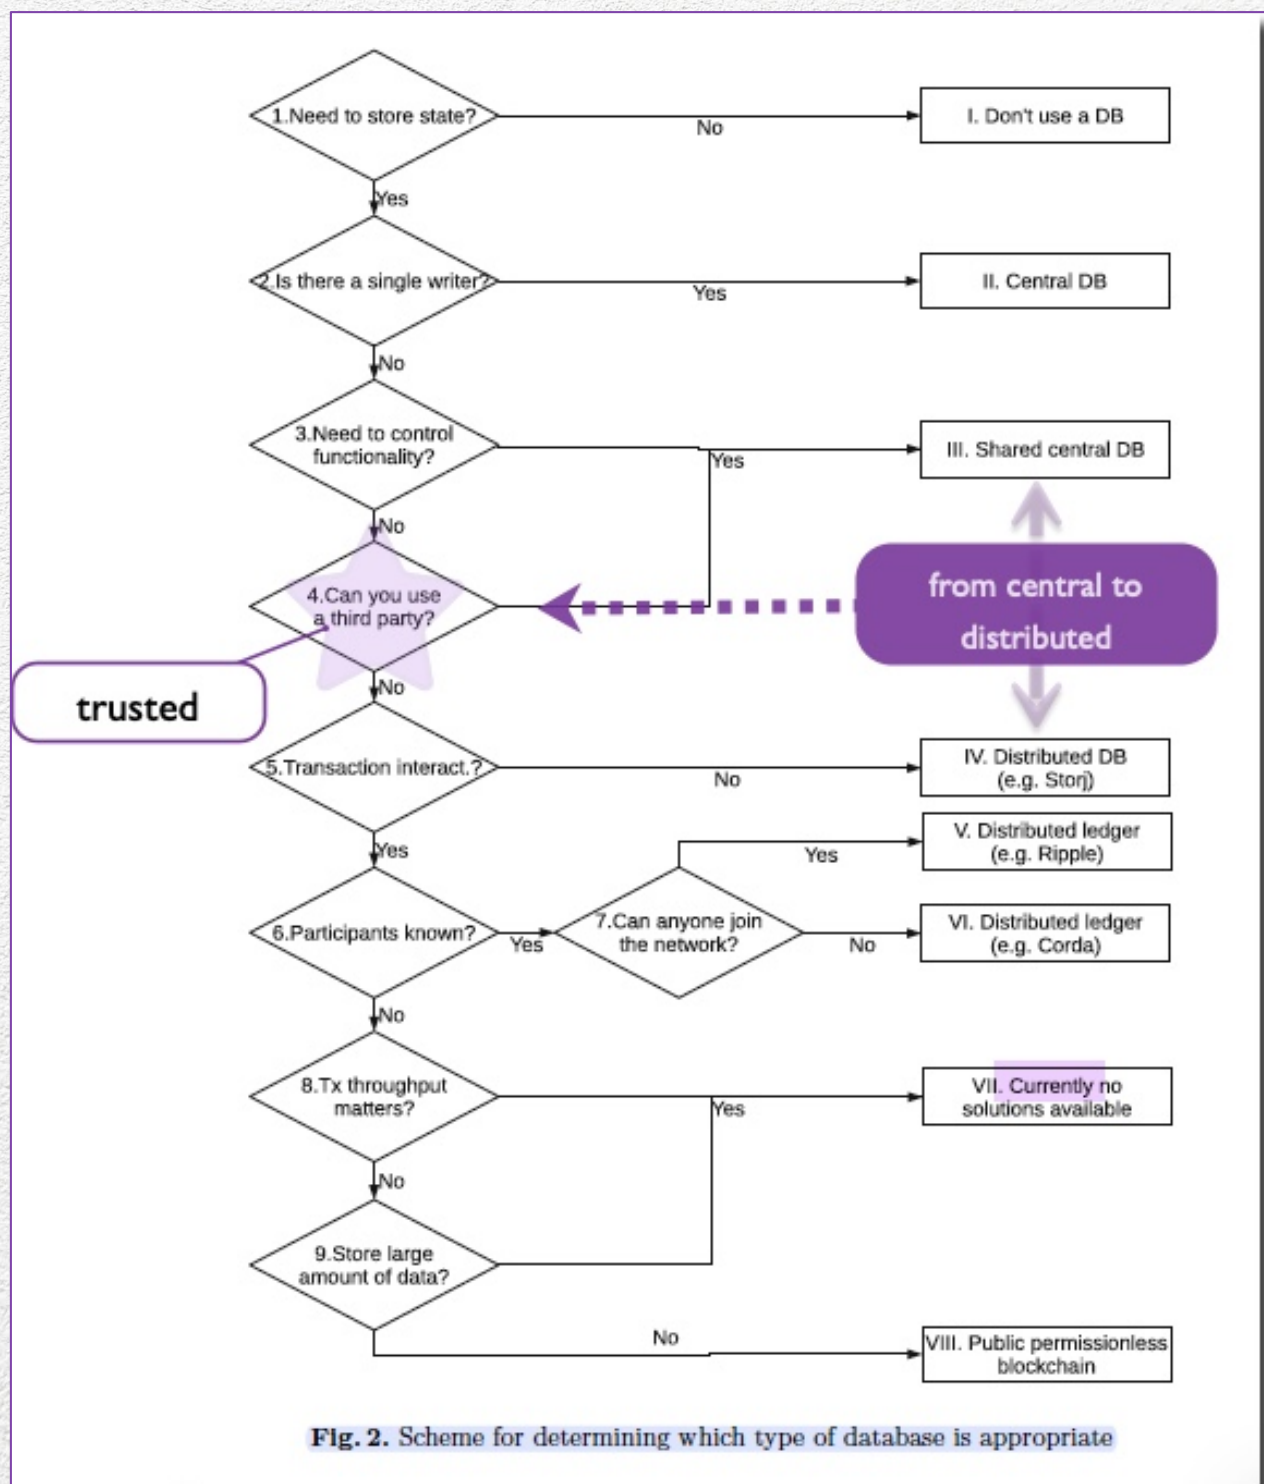 1.Need to store state?
No
I. Don't use a DB
Yes
2.Is there a single writer?
Yes
II. Central DB
No
3.Need to control
functionality?
Yes
III. Shared central DB
No
4.Can you use
a third party?
from central to
distributed
trusted
No
5.Transaction interact.?
No
IV. Distributed DB
(e.g. Storj)
Yes
V. Distributed ledger
(e.g. Ripple)
Yes
6.Participants known?
Yes
7.Can anyone join
the network?
No
VI. Distributed ledger
(e.g. Corda)
No
8.Tx throughput
matters?
Yes
VII. Currently no
solutions available
No
9.Store large
amount of data?
No
VIII. Public permissionless
blockchain
Fig. 2. Scheme for determining which type of database is appropriate